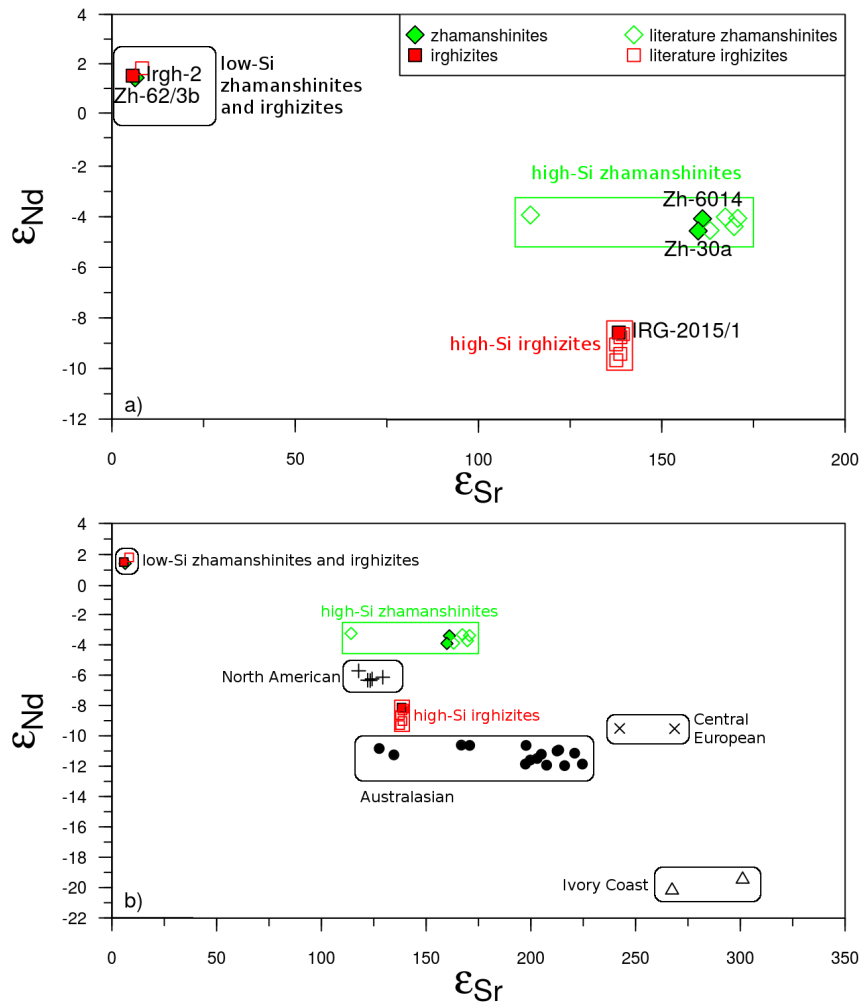 zhamanshinites
literature zhamanshinites
irghizites
literature irghizites
4
2
0
-2
-4
-6
-8
-10
-12
εNd
Irgh-2
Zh-62/3b
low-Si
zhamanshinites
and irghizites
high-Si zhamanshinites
Zh-6014
Zh-30a
high-Si irghizites
IRG-2015/1
a)
0
50
100
150
200
εSr
4
2
0
-2
-4
-6
-8
-10
-12
-14
-16
-18
-20
-22
εNd
low-Si zhamanshinites and irghizites
high-Si zhamanshinites
North American
high-Si irghizites
Central
European
Australasian
Ivory Coast
b)
0
50
100
150
200
250
300
350
εSr